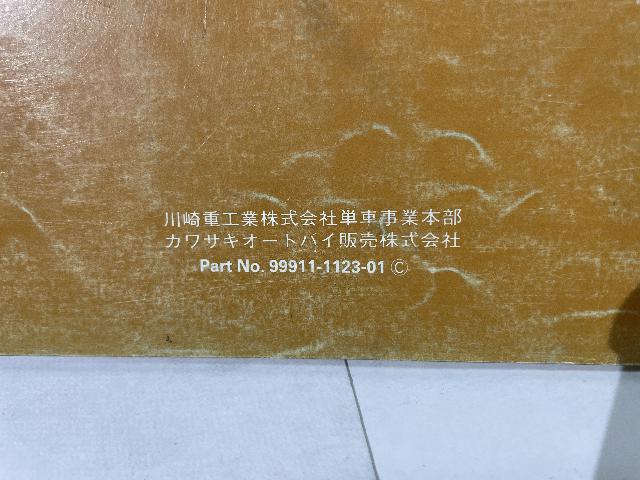 川崎重工業株式会社単車事業本部
カワサキオートバイ販売株式会社
Part No. 99911-1123-01 Ⓒ